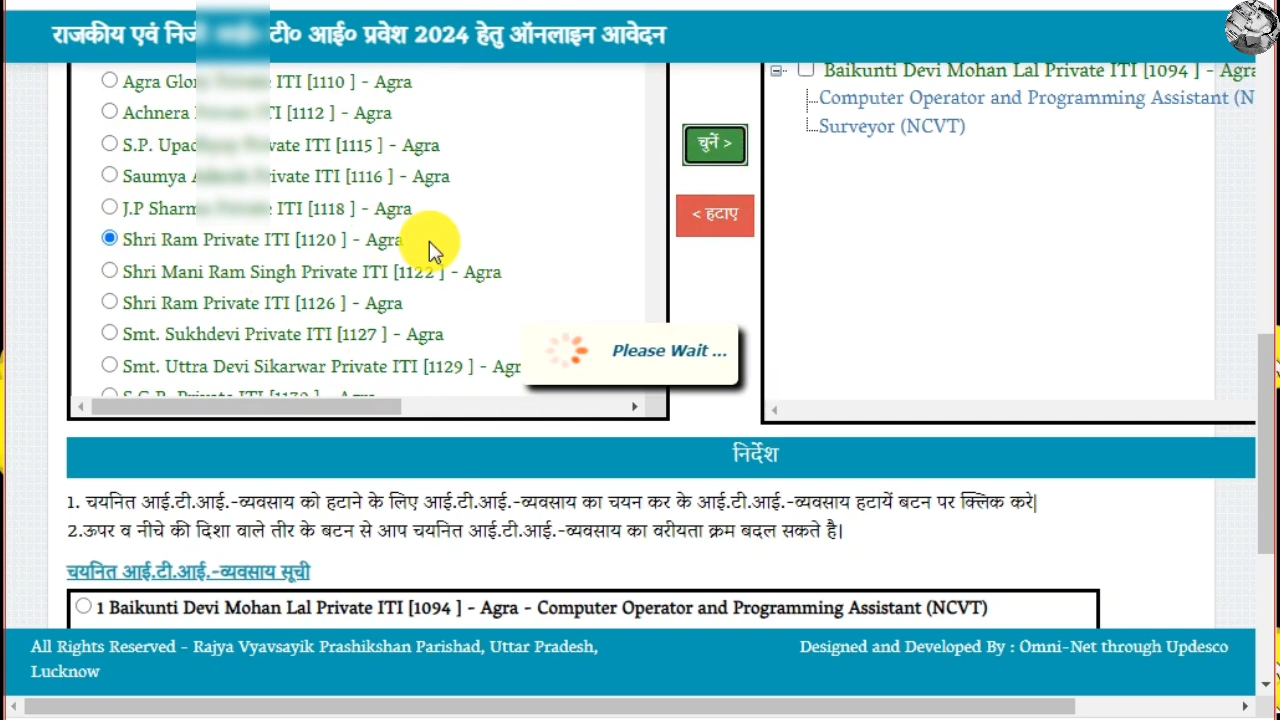 राजकीय एवं निजी टी० आई० प्रवेश 2024 हेतु ऑनलाइन आवेदन
Agra Glor ITI [1110 ] - Agra
Achnera TI [1112 ] - Agra
S.P. Upad vate ITI [1115 ] - Agra
Saumya ivate ITI [1116 ] - Agra
J.P Sharm ITI [1118 ] - Agra
Shri Ram Private ITI [1120 ] - Agra
Shri Mani Ram Singh Private ITI [1122 ] - Agra
Shri Ram Private ITI [1126 ] - Agra
Smt. Sukhdevi Private ITI [1127 ] - Agra
Smt. Uttra Devi Sikarwar Private ITI [1129 ] - Agr
चुनें >
< हटाए
Baikunti Devi Mohan Lal Private ITI [1094 ] - Agra
Computer Operator and Programming Assistant (N
Surveyor (NCVT)
Please Wait ...
निर्देश
1. चयनित आई.टी.आई.-व्यवसाय को हटाने के लिए आई.टी.आई.-व्यवसाय का चयन कर के आई.टी.आई.-व्यवसाय हटायें बटन पर क्लिक करे|
2.ऊपर व नीचे की दिशा वाले तीर के बटन से आप चयनित आई.टी.आई.-व्यवसाय का वरीयता क्रम बदल सकते है|
चयनित आई.टी.आई.-व्यवसाय सूची
1 Baikunti Devi Mohan Lal Private ITI [1094 ] - Agra - Computer Operator and Programming Assistant (NCVT)
All Rights Reserved - Rajya Vyavsayik Prashikshan Parishad, Uttar Pradesh,
Lucknow
Designed and Developed By : Omni-Net through Updesco